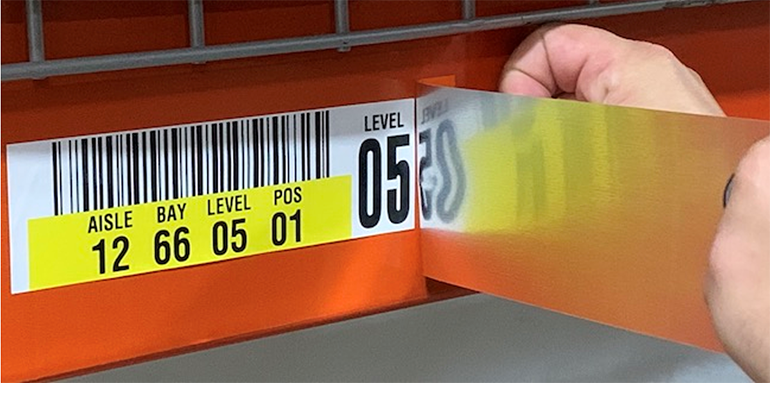 LEVEL
05
AISLE BAY LEVEL POS
12 66 05 01